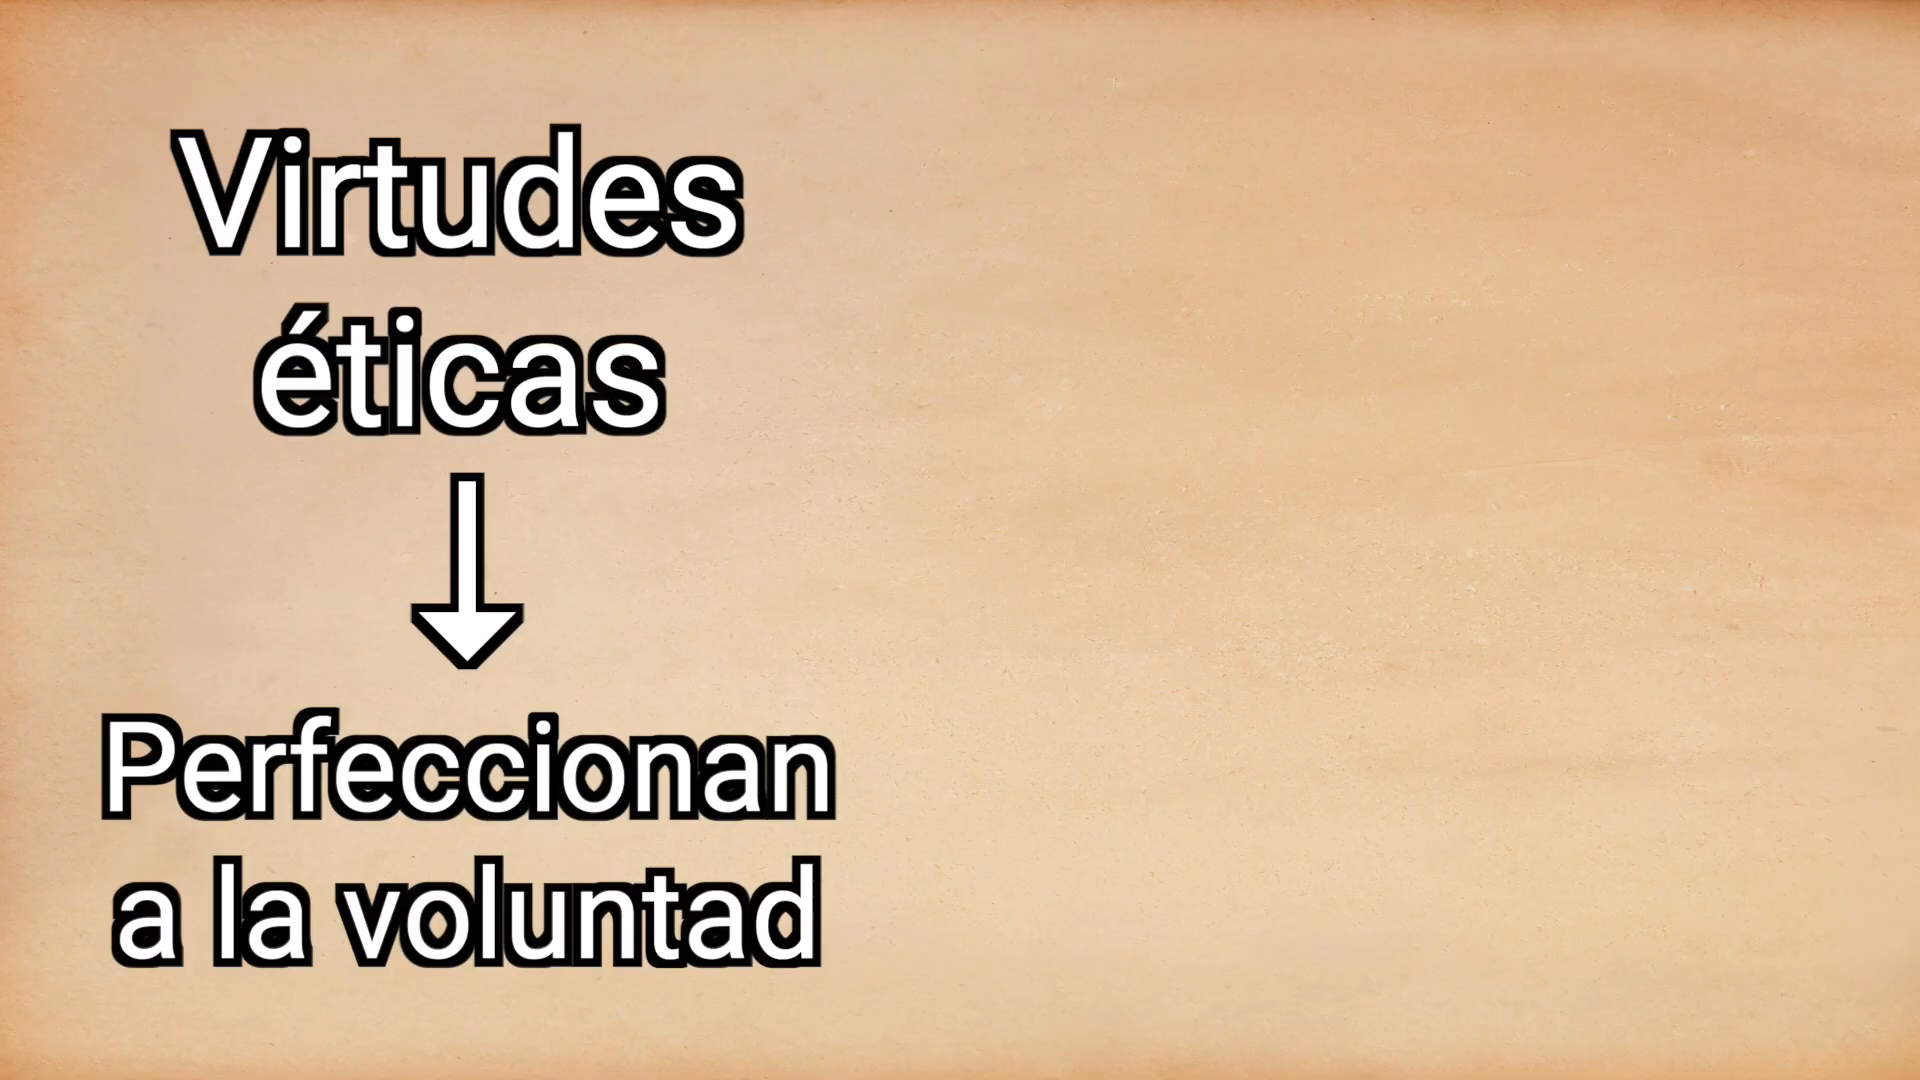 Virtudes
éticas
Perfeccionan
a la voluntad